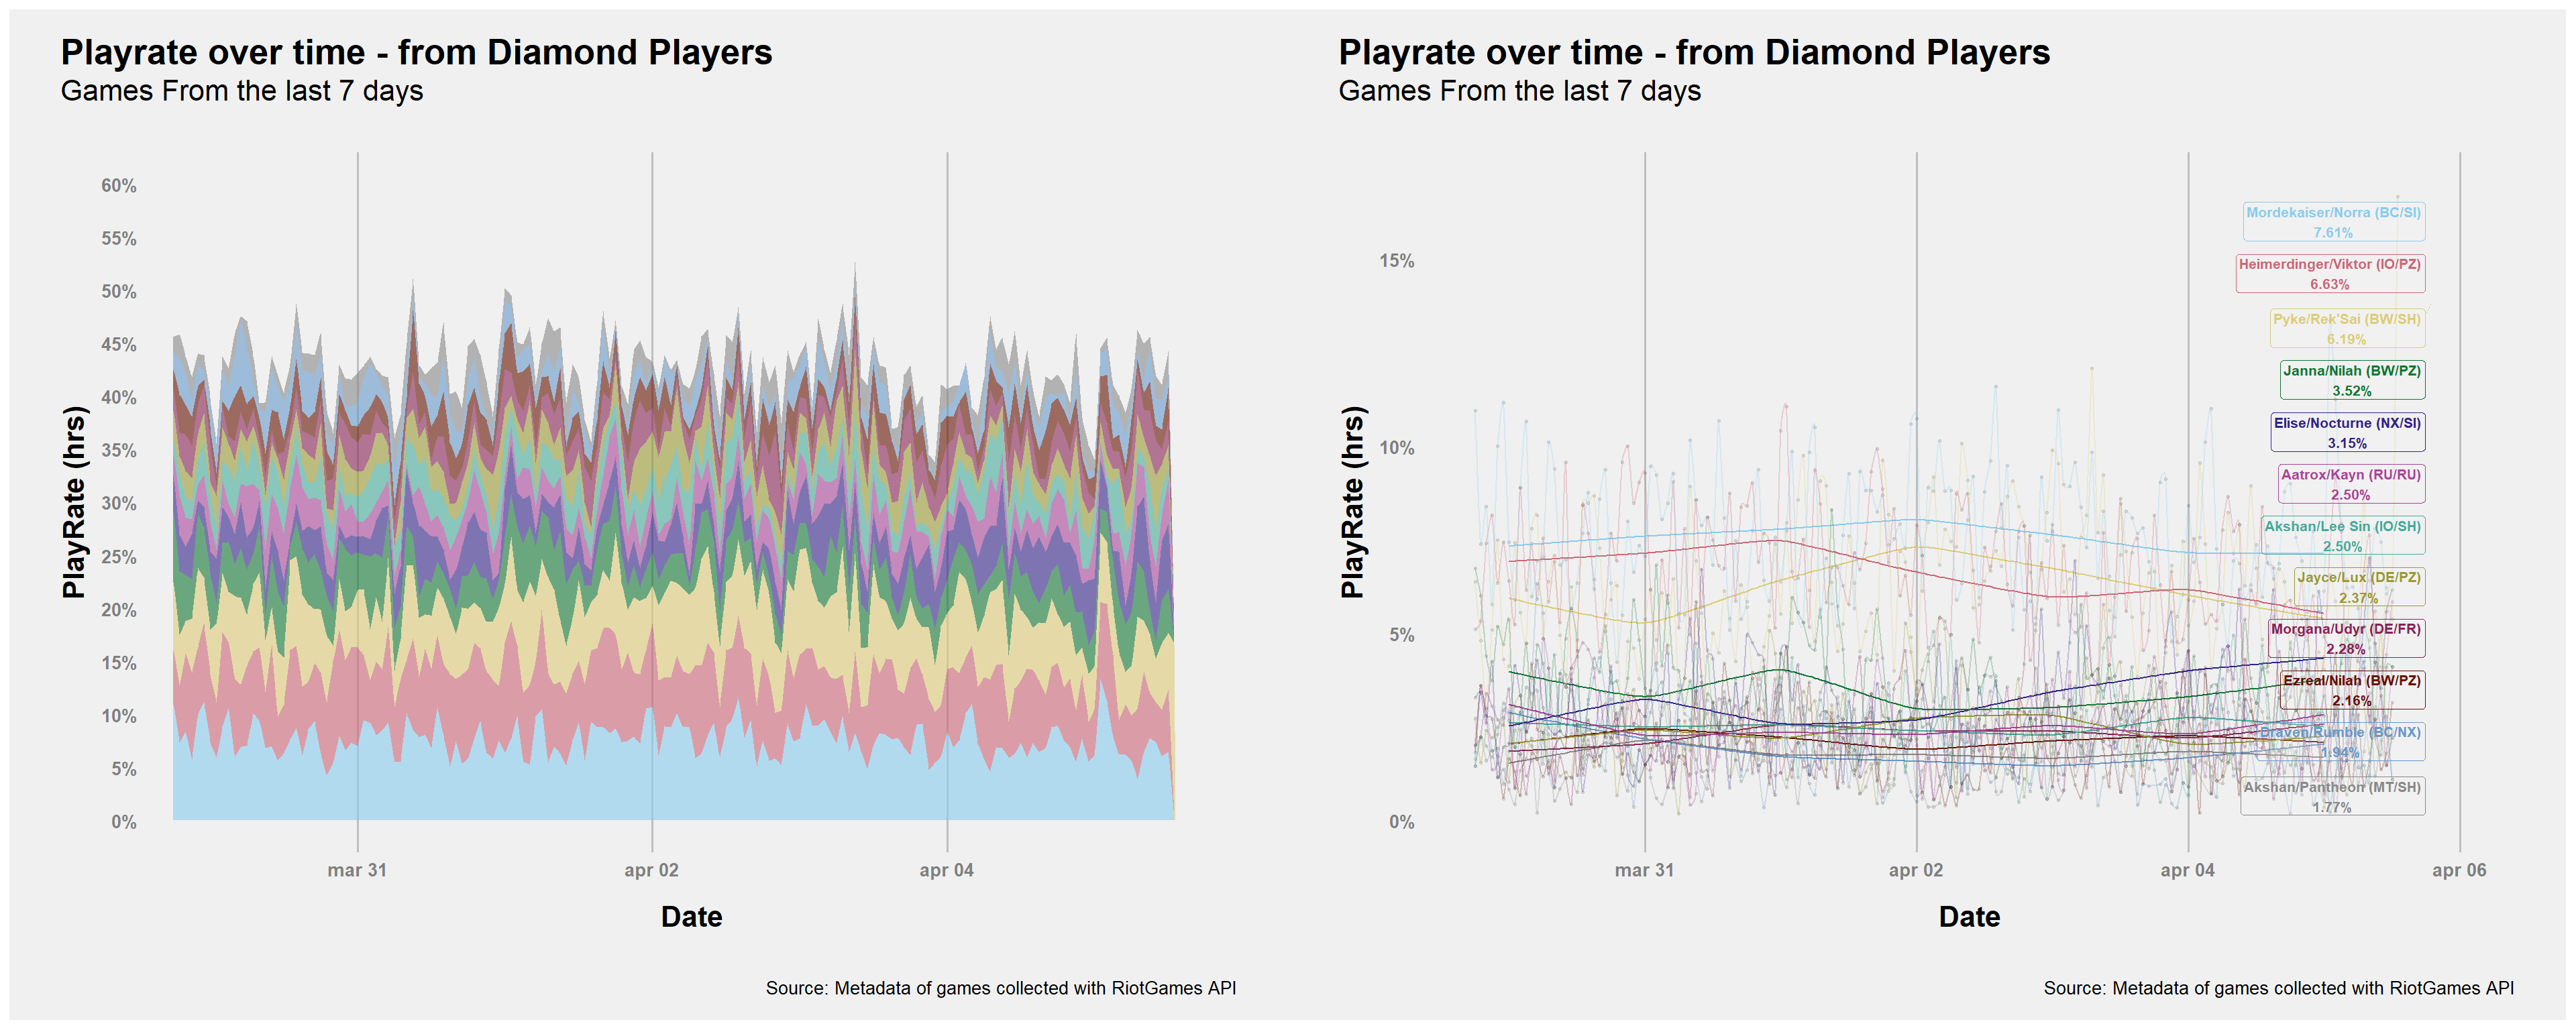 Playrate over time - from Diamond Players
Games From the last 7 days
PlayRate (hrs)
60%
55%
50%
45%
40%
35%
30%
25%
20%
15%
10%
5%
0%
mar 31
apr 02
apr 04
Date
Source: Metadata of games collected with RiotGames API
Playrate over time - from Diamond Players
Games From the last 7 days
PlayRate (hrs)
15%
10%
5%
0%
Mordekaiser/Norra (BC/SI)
7.61%
Heimerdinger/Viktor (IO/PZ)
6.63%
Pyke/Rek'Sai (BW/SH)
6.19%
Janna/Nilah (BW/PZ)
3.52%
Elise/Nocturne (NX/SI)
3.15%
Aatrox/Kayn (RU/RU)
2.50%
Akshan/Lee Sin (IO/SH)
2.50%
Jayce/Lux (DE/PZ)
2.37%
Morgana/Udyr (DE/FR)
2.28%
Ezreal/Nilah (BW/PZ)
2.16%
Draven/Rumble (BC/NX)
1.94%
Akshan/Pantheon (MT/SH)
1.77%
mar 31
apr 02
apr 04
apr 06
Date
Source: Metadata of games collected with RiotGames API